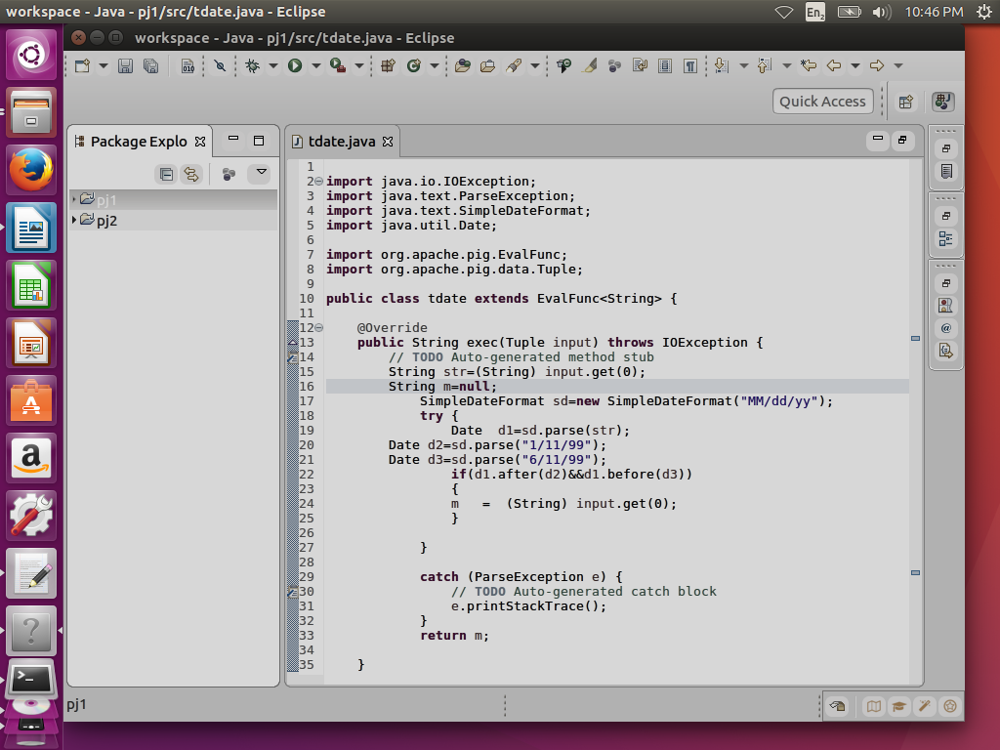 workspace - Java - pj1/src/tdate.java - Eclipse
En2
10:46 PM
workspace - Java - pj1/src/tdate.java - Eclipse
010
Quick Access
Package Explo
tdate.java
pj1
pj2
1
2 import java.io.IOException;
3 import java.text.ParseException;
4 import java.text.SimpleDateFormat;
5 import java.util.Date;
6
7 import org.apache.pig.EvalFunc;
8 import org.apache.pig.data.Tuple;
9
10 public class tdate extends EvalFunc<String> {
11
12 @Override
13 public String exec(Tuple input) throws IOException {
14 // TODO Auto-generated method stub
15 String str=(String) input.get(0);
16 String m=null;
17 SimpleDateFormat sd=new SimpleDateFormat("MM/dd/yy");
18 try {
19 Date  d1=sd.parse(str);
20 Date d2=sd.parse("1/11/99");
21 Date d3=sd.parse("6/11/99");
22 if(d1.after(d2)&&d1.before(d3))
23 {
24 m   =  (String) input.get(0);
25 }
26
27 }
28
29 catch (ParseException e) {
30 // TODO Auto-generated catch block
31 e.printStackTrace();
32 }
33 return m;
34
35 }
pj1